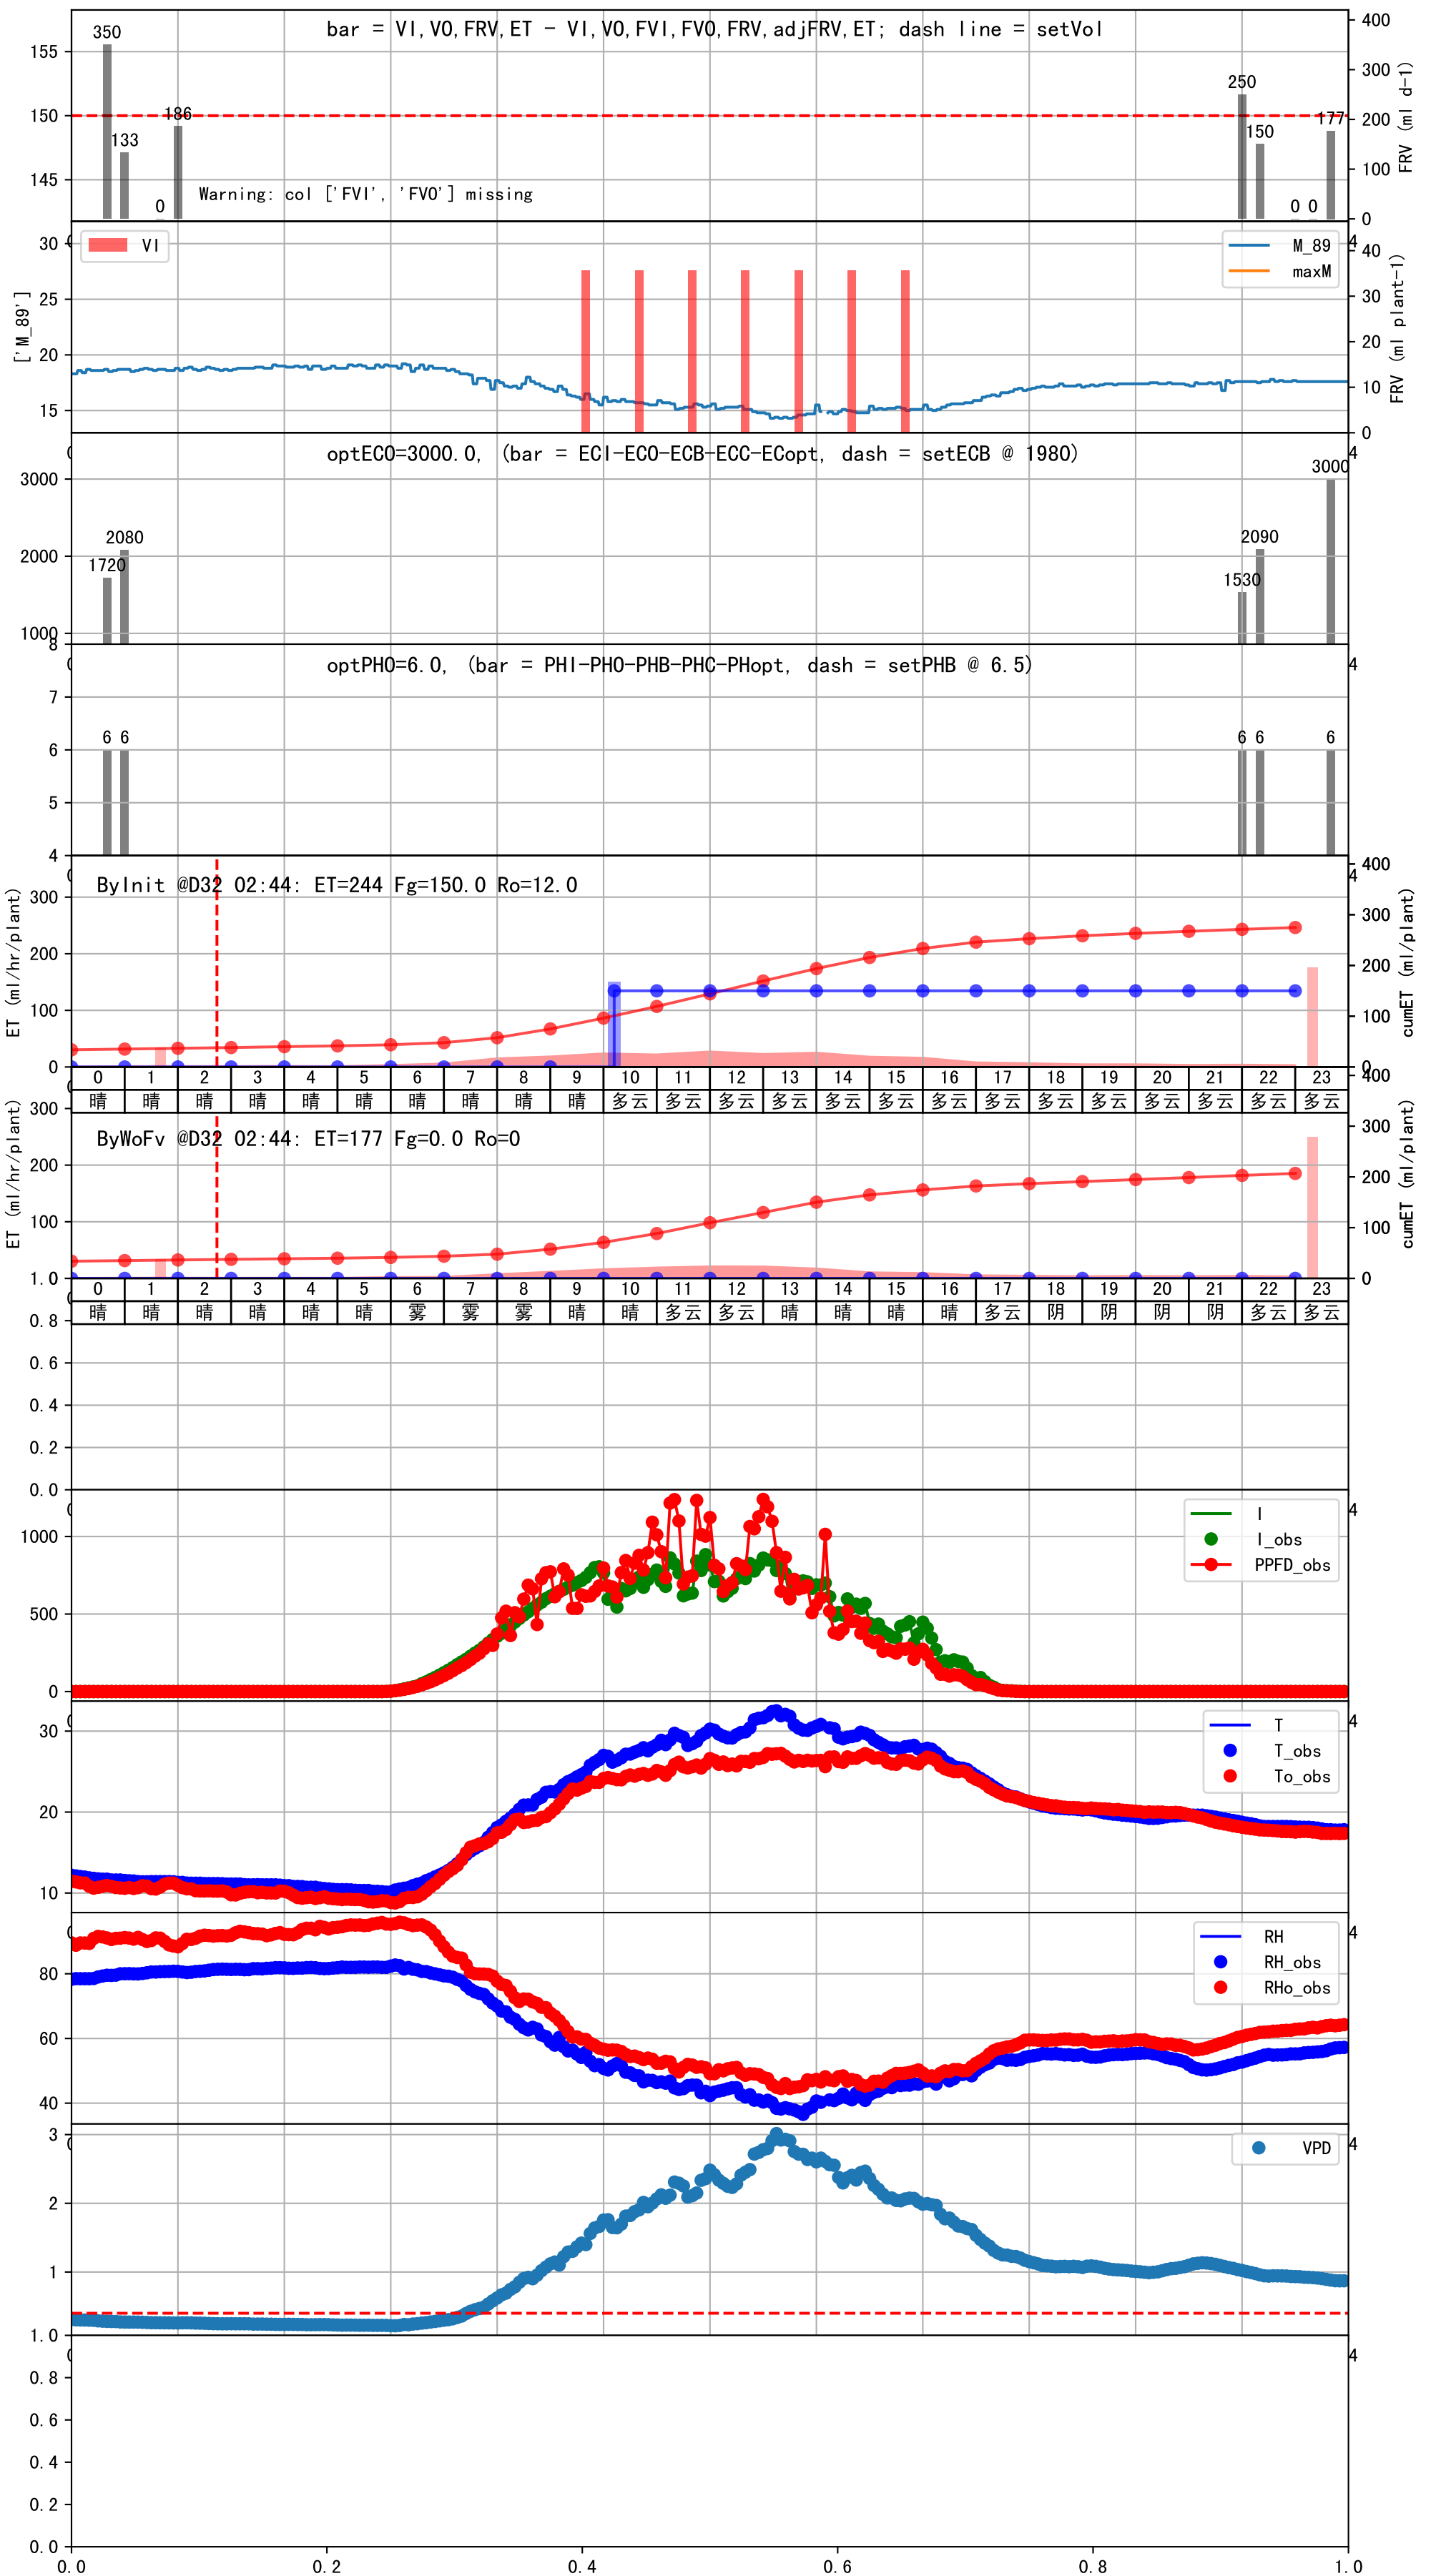 bar = VI,VO,FRV,ET - VI,VO,FVI,FVO,FRV,adjFRV,ET; dash line = setVol
350
133
0
186
250
150
0 0
177
155
150
145
400
300
200
100
0
FRV (ml d-1)
Warning: col ['FVI', 'FVO'] missing
VI
M_89
maxM
30
25
20
15
['M_89']
40
30
20
10
0
FRV (ml plant-1)
optECO=3000.0, (bar = ECI-ECO-ECB-ECC-ECopt, dash = setECB @ 1980)
3000
2000
1000
1720
2080
1530
2090
3000
optPHO=6.0, (bar = PHI-PHO-PHB-PHC-PHopt, dash = setPHB @ 6.5)
8
7
6
5
4
6 6
6 6
6
ByInit @D32 02:44: ET=244 Fg=150.0 Ro=12.0
300
200
100
0
ET (ml/hr/plant)
400
300
200
100
0
cumET (ml/plant)
0 1 2 3 4 5 6 7 8 9 10 11 12 13 14 15 16 17 18 19 20 21 22 23
晴 晴 晴 晴 晴 晴 晴 晴 晴 晴 多云 多云 多云 多云 多云 多云 多云 多云 多云 多云 多云 多云 多云 多云
ByWoFv @D32 02:44: ET=177 Fg=0.0 Ro=0
300
200
100
ET (ml/hr/plant)
400
300
200
100
0
cumET (ml/plant)
0 1 2 3 4 5 6 7 8 9 10 11 12 13 14 15 16 17 18 19 20 21 22 23
晴 晴 晴 晴 晴 晴 雾 雾 雾 晴 晴 多云 多云 晴 晴 晴 晴 多云 阴 阴 阴 阴 多云 多云
1.0
0.8
0.6
0.4
0.2
0.0
I
I_obs
PPFD_obs
1000
500
0
T
T_obs
To_obs
30
20
10
RH
RH_obs
RHo_obs
80
60
40
VPD
3
2
1
1.0
0.8
0.6
0.4
0.2
0.0
0.0 0.2 0.4 0.6 0.8 1.0